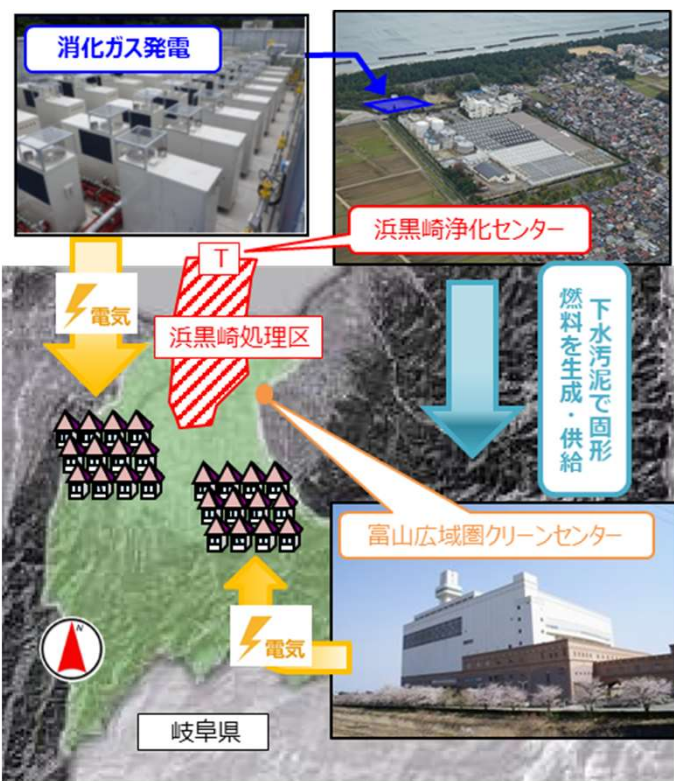 消化ガス発電
浜黒崎浄化センター
T
電気
浜黒崎処理区
下水汚泥で固形
燃料を生成・供給
富山広域圏クリーンセンター
電気
N
岐阜県